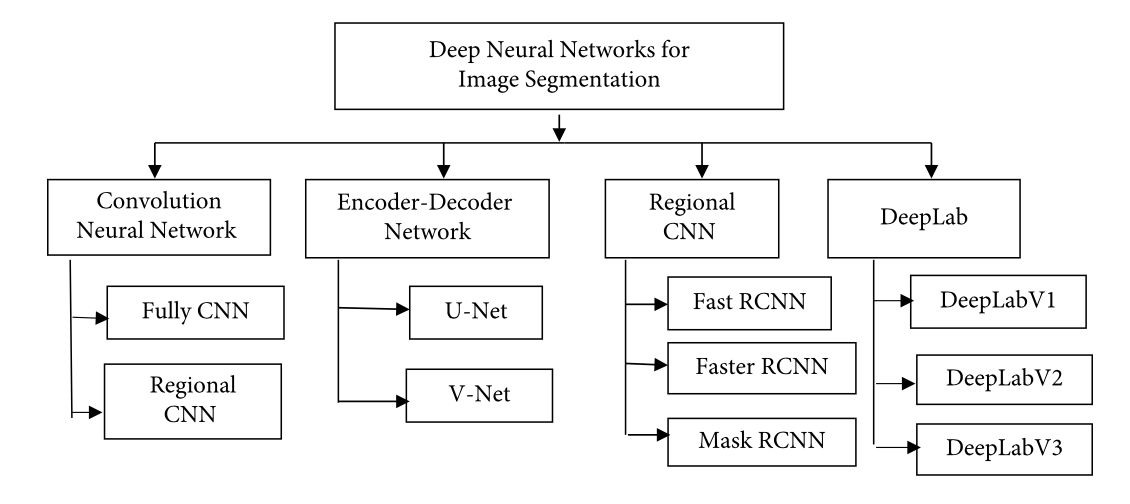 Deep Neural Networks for
Image Segmentation
Convolution
Neural Network
Encoder-Decoder
Network
Regional
CNN
DeepLab
Fully CNN
Regional
CNN
U-Net
V-Net
Fast RCNN
Faster RCNN
Mask RCNN
DeepLabV1
DeepLabV2
DeepLabV3